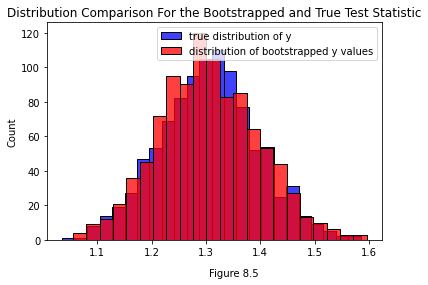 Distribution Comparison For the Bootstrapped and True Test Statistic
true distribution of y
distribution of bootstrapped y values
Count
120
100
80
60
40
20
0
1.1 1.2 1.3 1.4 1.5 1.6
Figure 8.5